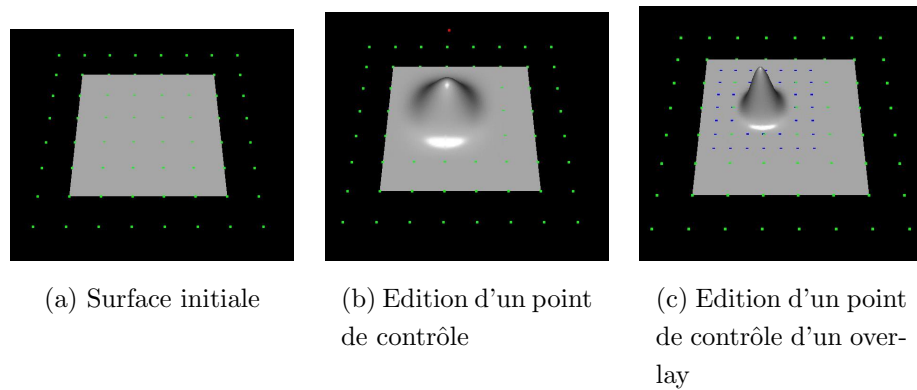 (a) Surface initiale
(b) Edition d'un point
de contrôle
(c) Edition d'un point
de contrôle d'un over-
lay